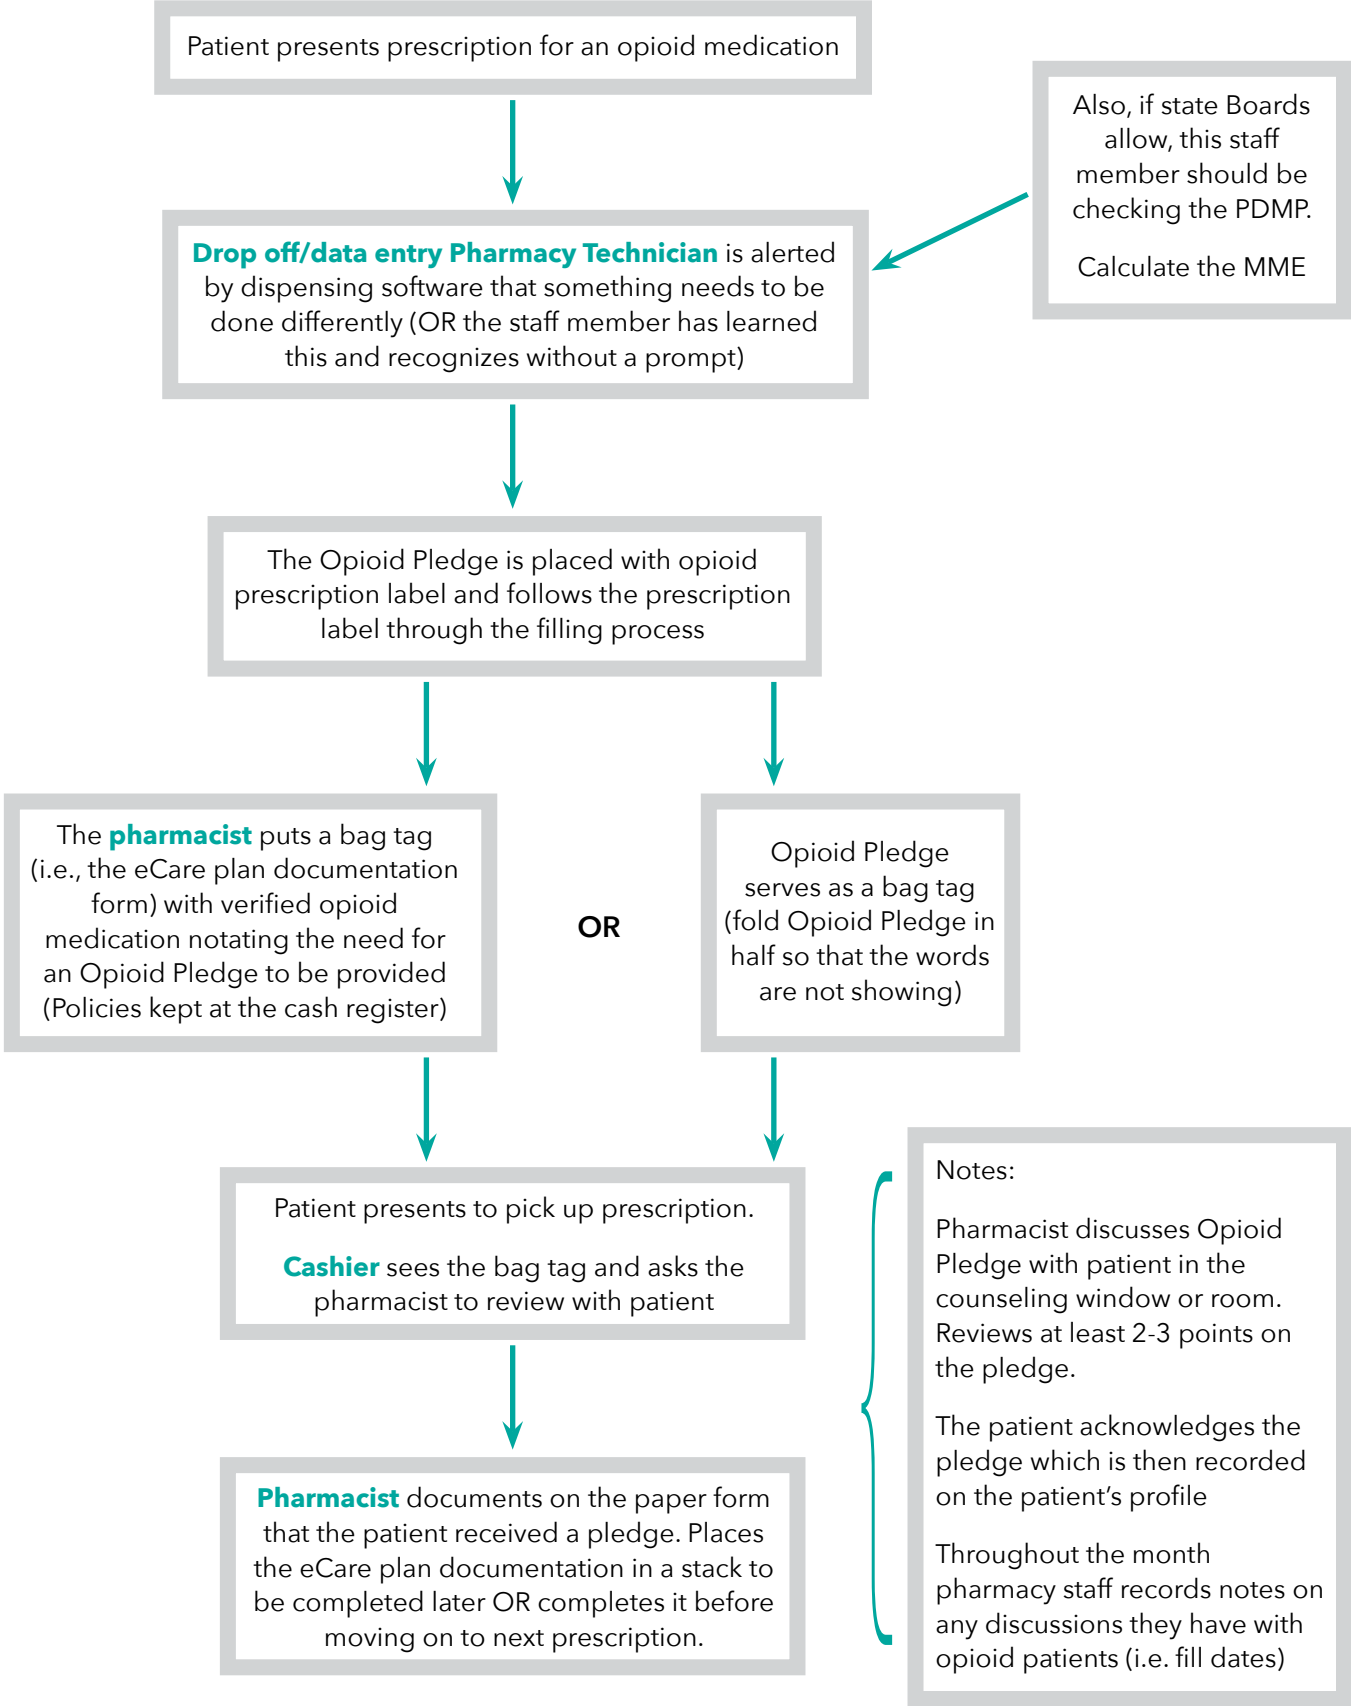 Patient presents prescription for an opioid medication
Also, if state Boards
allow, this staff
member should be
checking the PDMP.
Calculate the MME
Drop off/data entry Pharmacy Technician is alerted
by dispensing software that something needs to be
done differently (OR the staff member has learned
this and recognizes without a prompt)
The Opioid Pledge is placed with opioid
prescription label and follows the prescription
label through the filling process
The pharmacist puts a bag tag
(i.e., the eCare plan documentation
form) with verified opioid
medication notating the need for
an Opioid Pledge to be provided
(Policies kept at the cash register)
OR
Opioid Pledge
serves as a bag tag
(fold Opioid Pledge in
half so that the words
are not showing)
Patient presents to pick up prescription.
Cashier sees the bag tag and asks the
pharmacist to review with patient
Pharmacist documents on the paper form
that the patient received a pledge. Places
the eCare plan documentation in a stack to
be completed later OR completes it before
moving on to next prescription.
Notes:
Pharmacist discusses Opioid
Pledge with patient in the
counseling window or room.
Reviews at least 2-3 points on
the pledge.
The patient acknowledges the
pledge which is then recorded
on the patient's profile
Throughout the month
pharmacy staff records notes on
any discussions they have with
opioid patients (i.e. fill dates)